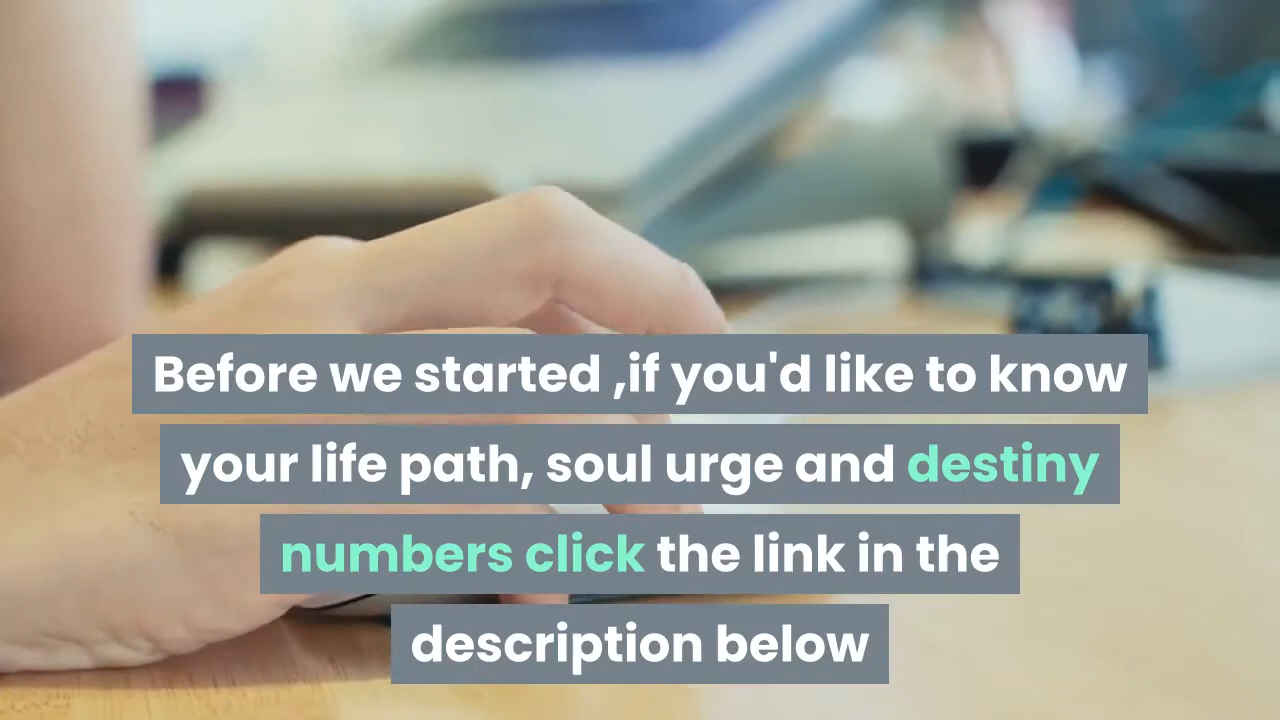 Before we started ,if you'd like to know
your life path, soul urge and destiny
numbers click the link in the
description below